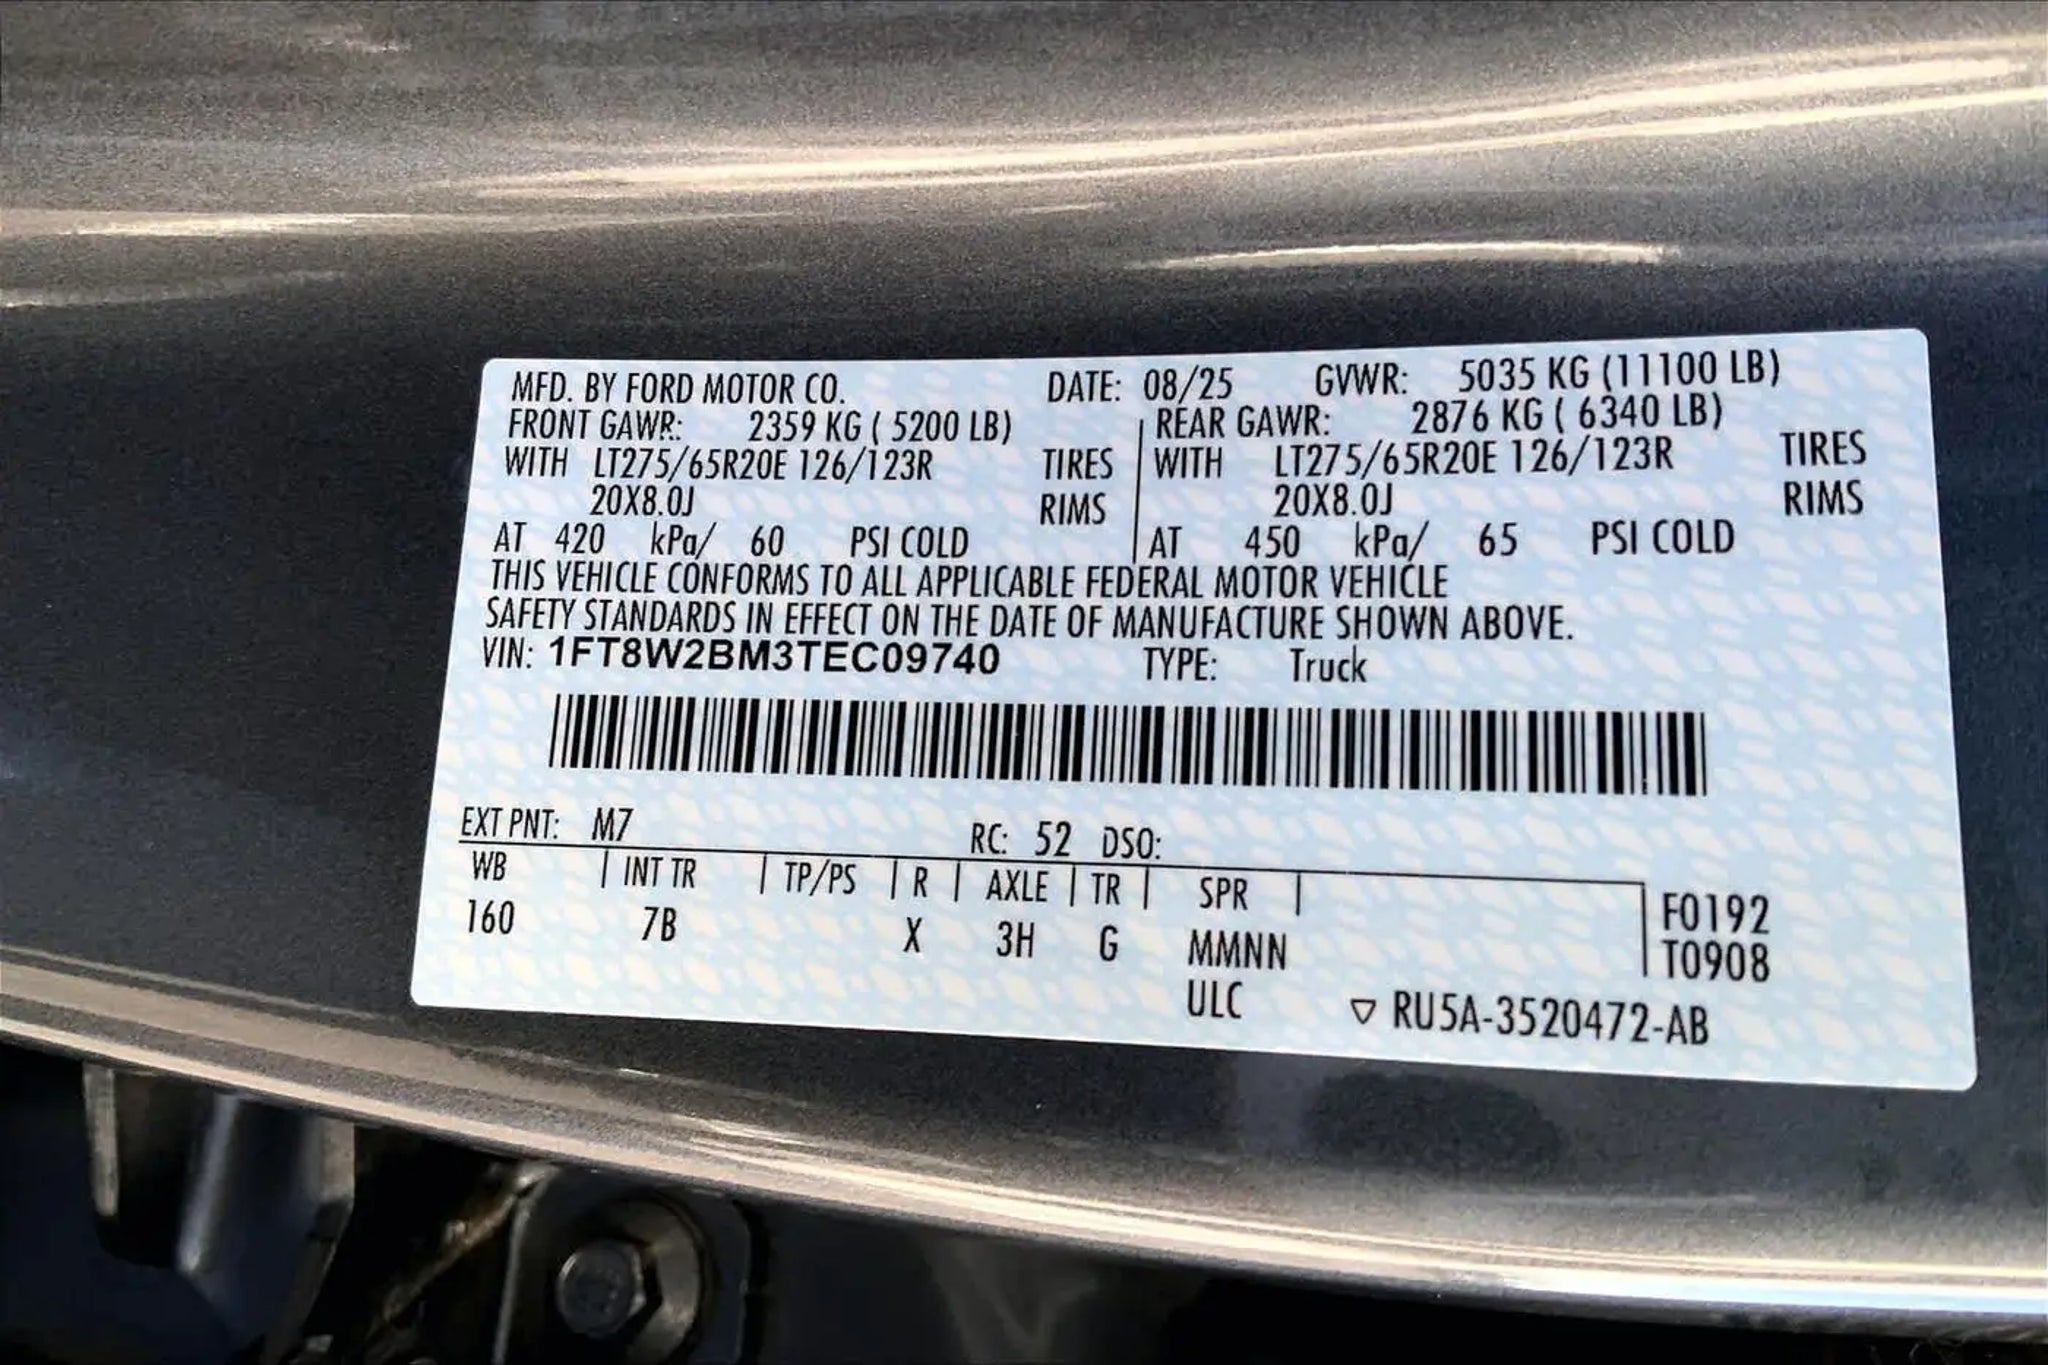 MFD. BY FORD MOTOR CO. DATE: 08/25 GVWR: 5035 KG (11100 LB)
FRONT GAWR: 2359 KG ( 5200 LB) REAR GAWR: 2876 KG ( 6340 LB)
WITH LT275/65R20E 126/123R TIRES WITH LT275/65R20E 126/123R TIRES
20X8.0J RIMS 20X8.0J RIMS
AT 420 kPa/ 60 PSI COLD AT 450 kPa/ 65 PSI COLD
THIS VEHICLE CONFORMS TO ALL APPLICABLE FEDERAL MOTOR VEHICLE
SAFETY STANDARDS IN EFFECT ON THE DATE OF MANUFACTURE SHOWN ABOVE.
VIN: 1FT8W2BM3TEC09740 TYPE: Truck
EXT PNT: M7 RC: 52 DSO:
WB INT TR TP/PS R AXLE TR SPR F0192
160 7B X 3H G MMNN T0908
ULC ▽ RU5A-3520472-AB